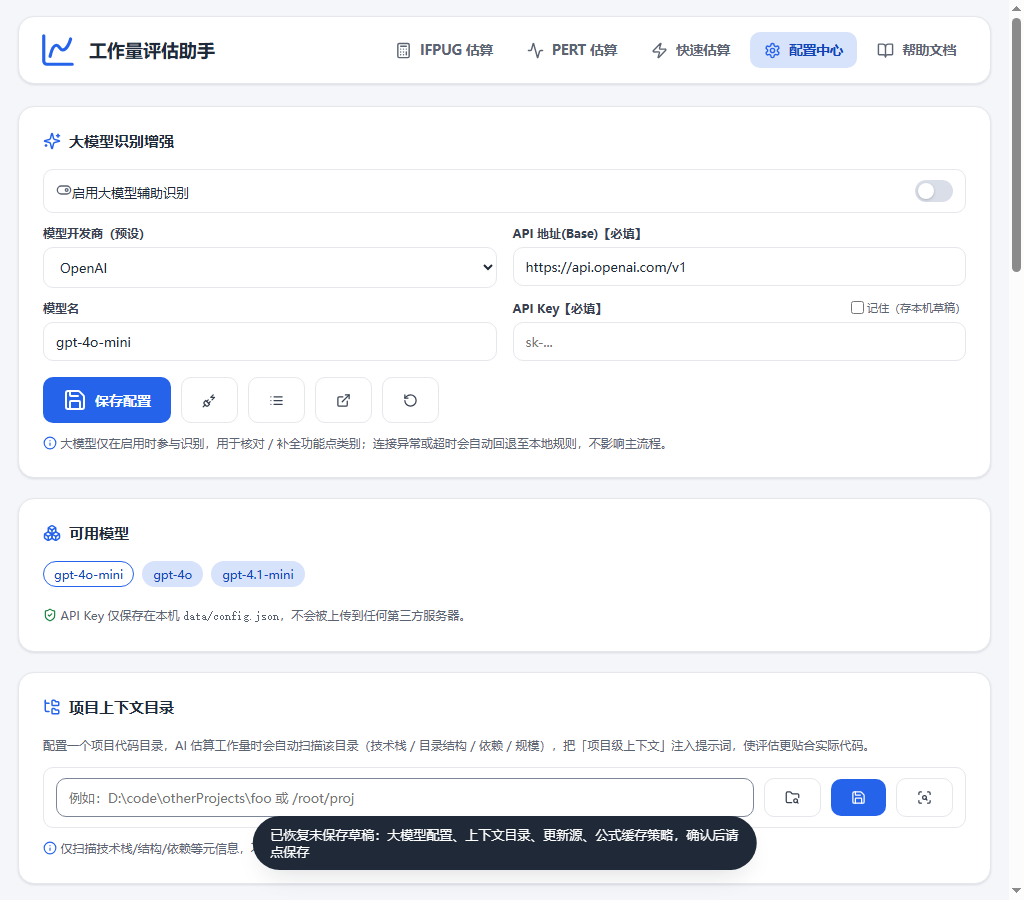 工作量评估助手
IFPUG 估算
PERT 估算
快速估算
配置中心
帮助文档
大模型识别增强
启用大模型辅助识别
模型开发商（预设）
API 地址(Base)【必填】
OpenAI
https://api.openai.com/v1
模型名
API Key【必填】
记住（存本机草稿）
gpt-4o-mini
sk-...
保存配置
大模型仅在启用时参与识别，用于核对 / 补全功能点类别；连接异常或超时会自动回退至本地规则，不影响主流程。
可用模型
gpt-4o-mini
gpt-4o
gpt-4.1-mini
API Key 仅保存在本机 data/config.json，不会被上传到任何第三方服务器。
项目上下文目录
配置一个项目代码目录，AI 估算工作量时会自动扫描该目录（技术栈 / 目录结构 / 依赖 / 规模），把「项目级上下文」注入提示词，使评估更贴合实际代码。
例如：D:\code\otherProjects\foo 或 /root/proj
已恢复未保存草稿：大模型配置、上下文目录、更新源、公式缓存策略，确认后请
点保存
仅扫描技术栈/结构/依赖等元信息，